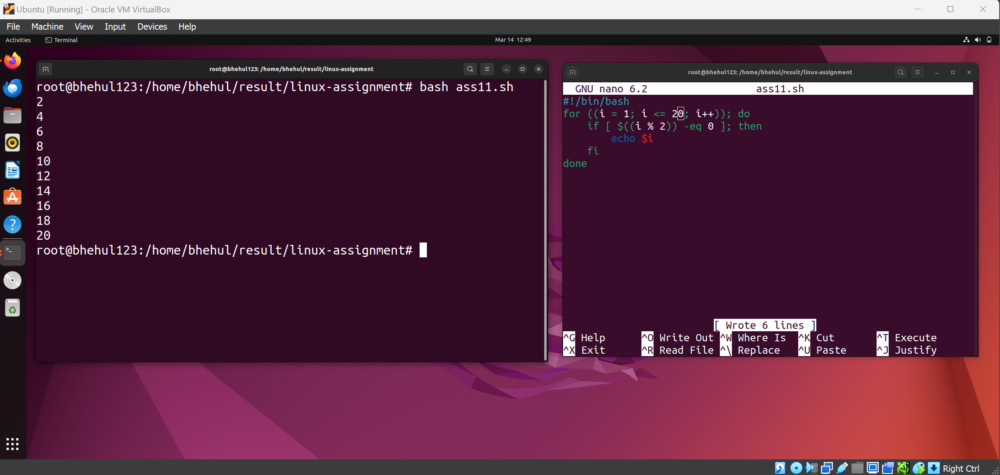 Ubuntu [Running] - Oracle VM VirtualBox
File Machine View Input Devices Help
Activities Terminal Mar 14 12:49
root@bhehul123: /home/bhehul/result/linux-assignment
root@bhehul123:/home/bhehul/result/linux-assignment# bash ass11.sh
2
4
6
8
10
12
14
16
18
20
root@bhehul123:/home/bhehul/result/linux-assignment#
root@bhehul123: /home/bhehul/result/linux-assignment
GNU nano 6.2 ass11.sh
#!/bin/bash
for ((i = 1; i <= 20; i++)); do
    if [ $((i % 2)) -eq 0 ]; then
        echo $i
    fi
done
[ Wrote 6 lines ]
^G Help ^O Write Out ^W Where Is ^K Cut ^T Execute
^X Exit ^R Read File ^\ Replace ^U Paste ^J Justify
Right Ctrl